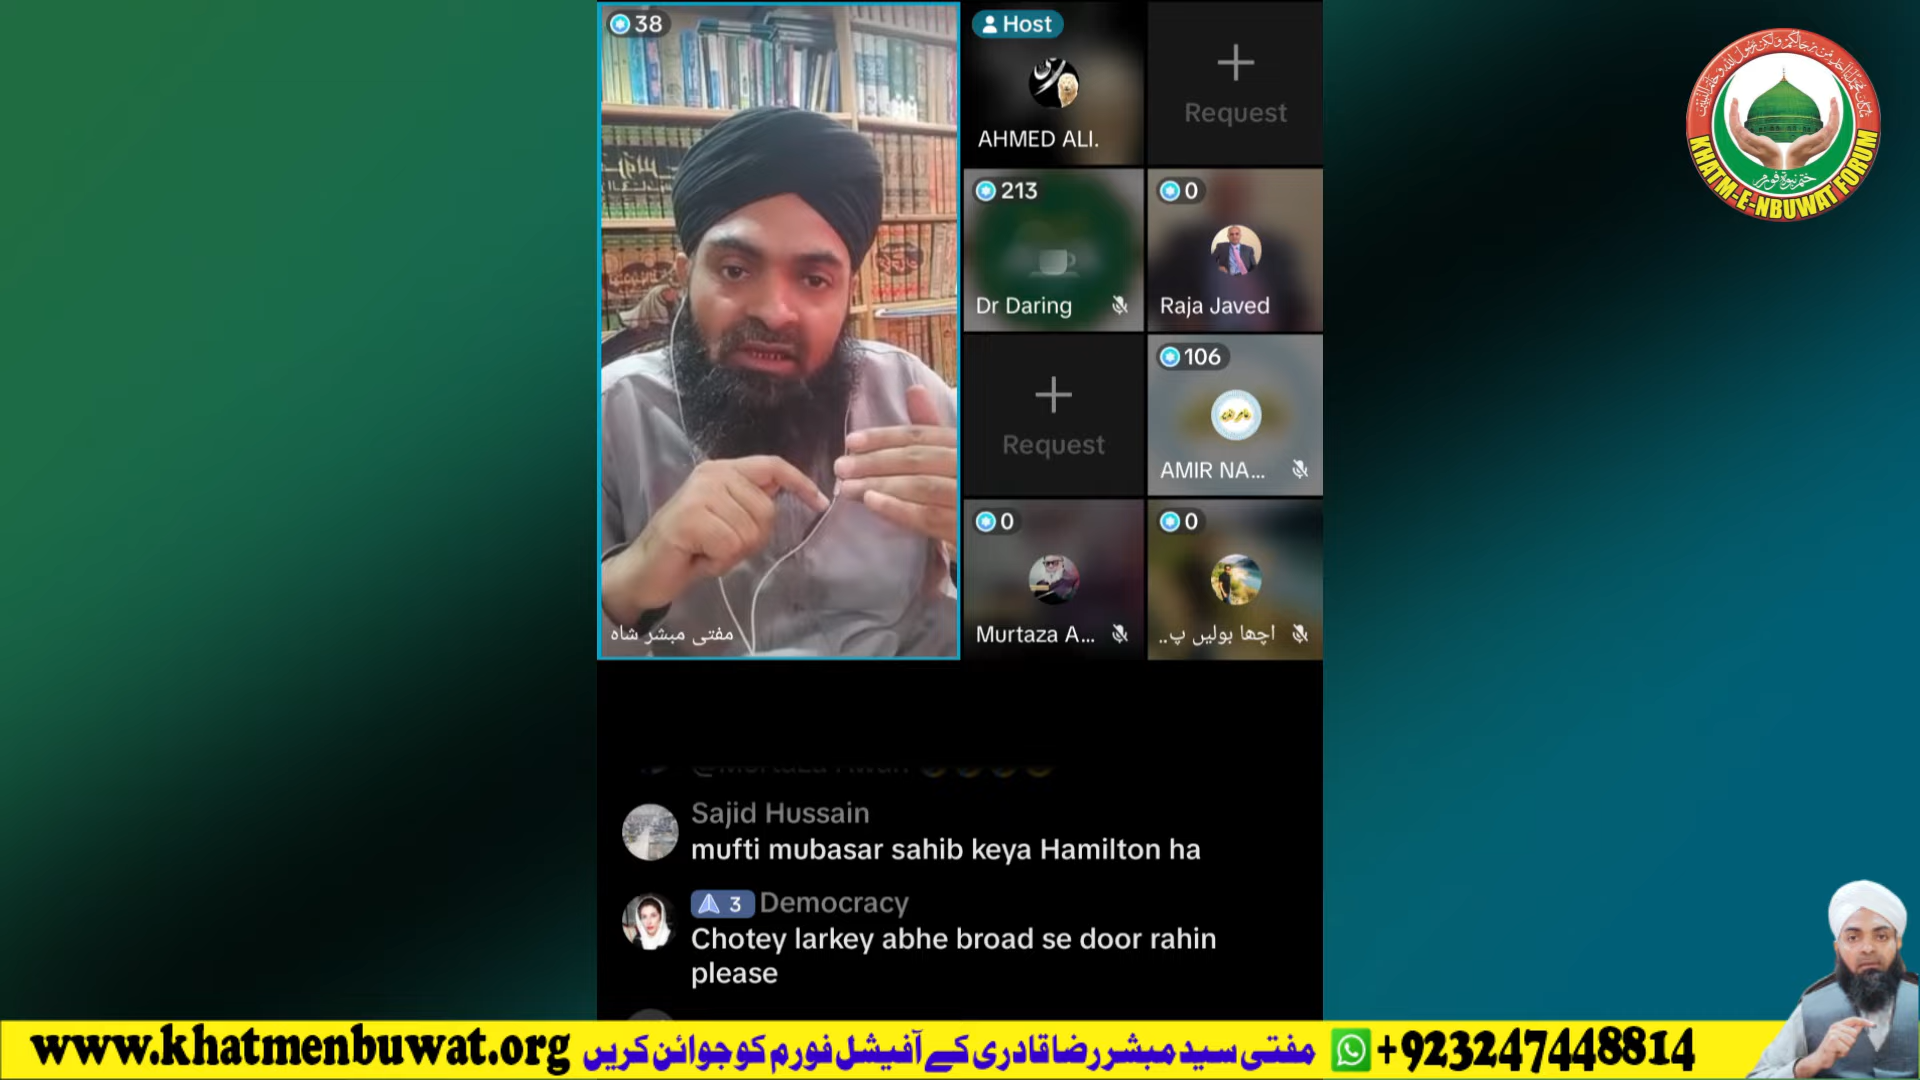 38
Host
AHMED ALI.
Request
213
Dr Daring
0
Raja Javed
Request
106
AMIR NA...
0
Murtaza A...
0
اچھا بولیں پ..
مفتی مبشر شاہ
Sajid Hussain
mufti mubasar sahib keya Hamilton ha
3 Democracy
Chotey larkey abhe broad se door rahin
please
ختم نبوۃ فورم
KHATM-E-NBUWAT FORUM
www.khatmenbuwat.org مفتی سید مبشر رضا قادری کے آفیشل فورم کو جوائن کریں +923247448814